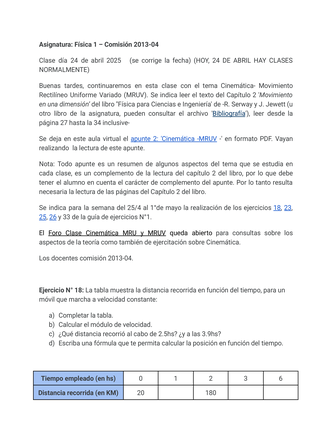 Asignatura: Física 1 – Comisión 2013-04
Clase día 24 de abril 2025 (se corrige la fecha) (HOY, 24 DE ABRIL HAY CLASES
NORMALMENTE)
Buenas tardes, continuaremos en esta clase con el tema Cinemática- Movimiento
Rectilíneo Uniforme Variado (MRUV). Se indica leer el texto del Capítulo 2 'Movimiento
en una dimensión' del libro "Física para Ciencias e Ingeniería' de -R. Serway y J. Jewett (u
otro libro de la asignatura, pueden consultar el archivo 'Bibliografía'), leer desde la
página 27 hasta la 34 inclusive-
Se deja en este aula virtual el apunte 2: 'Cinemática -MRUV -' en formato PDF. Vayan
realizando la lectura de este apunte.
Nota: Todo apunte es un resumen de algunos aspectos del tema que se estudia en
cada clase, es un complemento de la lectura del capítulo 2 del libro, por lo que debe
tener el alumno en cuenta el carácter de complemento del apunte. Por lo tanto resulta
necesaria la lectura de las páginas del Capítulo 2 del libro.
Se indica para la semana del 25/4 al 1°de mayo la realización de los ejercicios 18, 23,
25, 26 y 33 de la guía de ejercicios N°1.
El Foro Clase Cinemática MRU y MRUV queda abierto para consultas sobre los
aspectos de la teoría como también de ejercitación sobre Cinemática.
Los docentes comisión 2013-04.
Ejercicio N° 18: La tabla muestra la distancia recorrida en función del tiempo, para un
móvil que marcha a velocidad constante:
a) Completar la tabla.
b) Calcular el módulo de velocidad.
c) ¿Qué distancia recorrió al cabo de 2.5hs? ¿y a las 3.9hs?
d) Escriba una fórmula que te permita calcular la posición en función del tiempo.
Tiempo empleado (en hs) 0 1 2 3 6
Distancia recorrida (en KM) 20 180